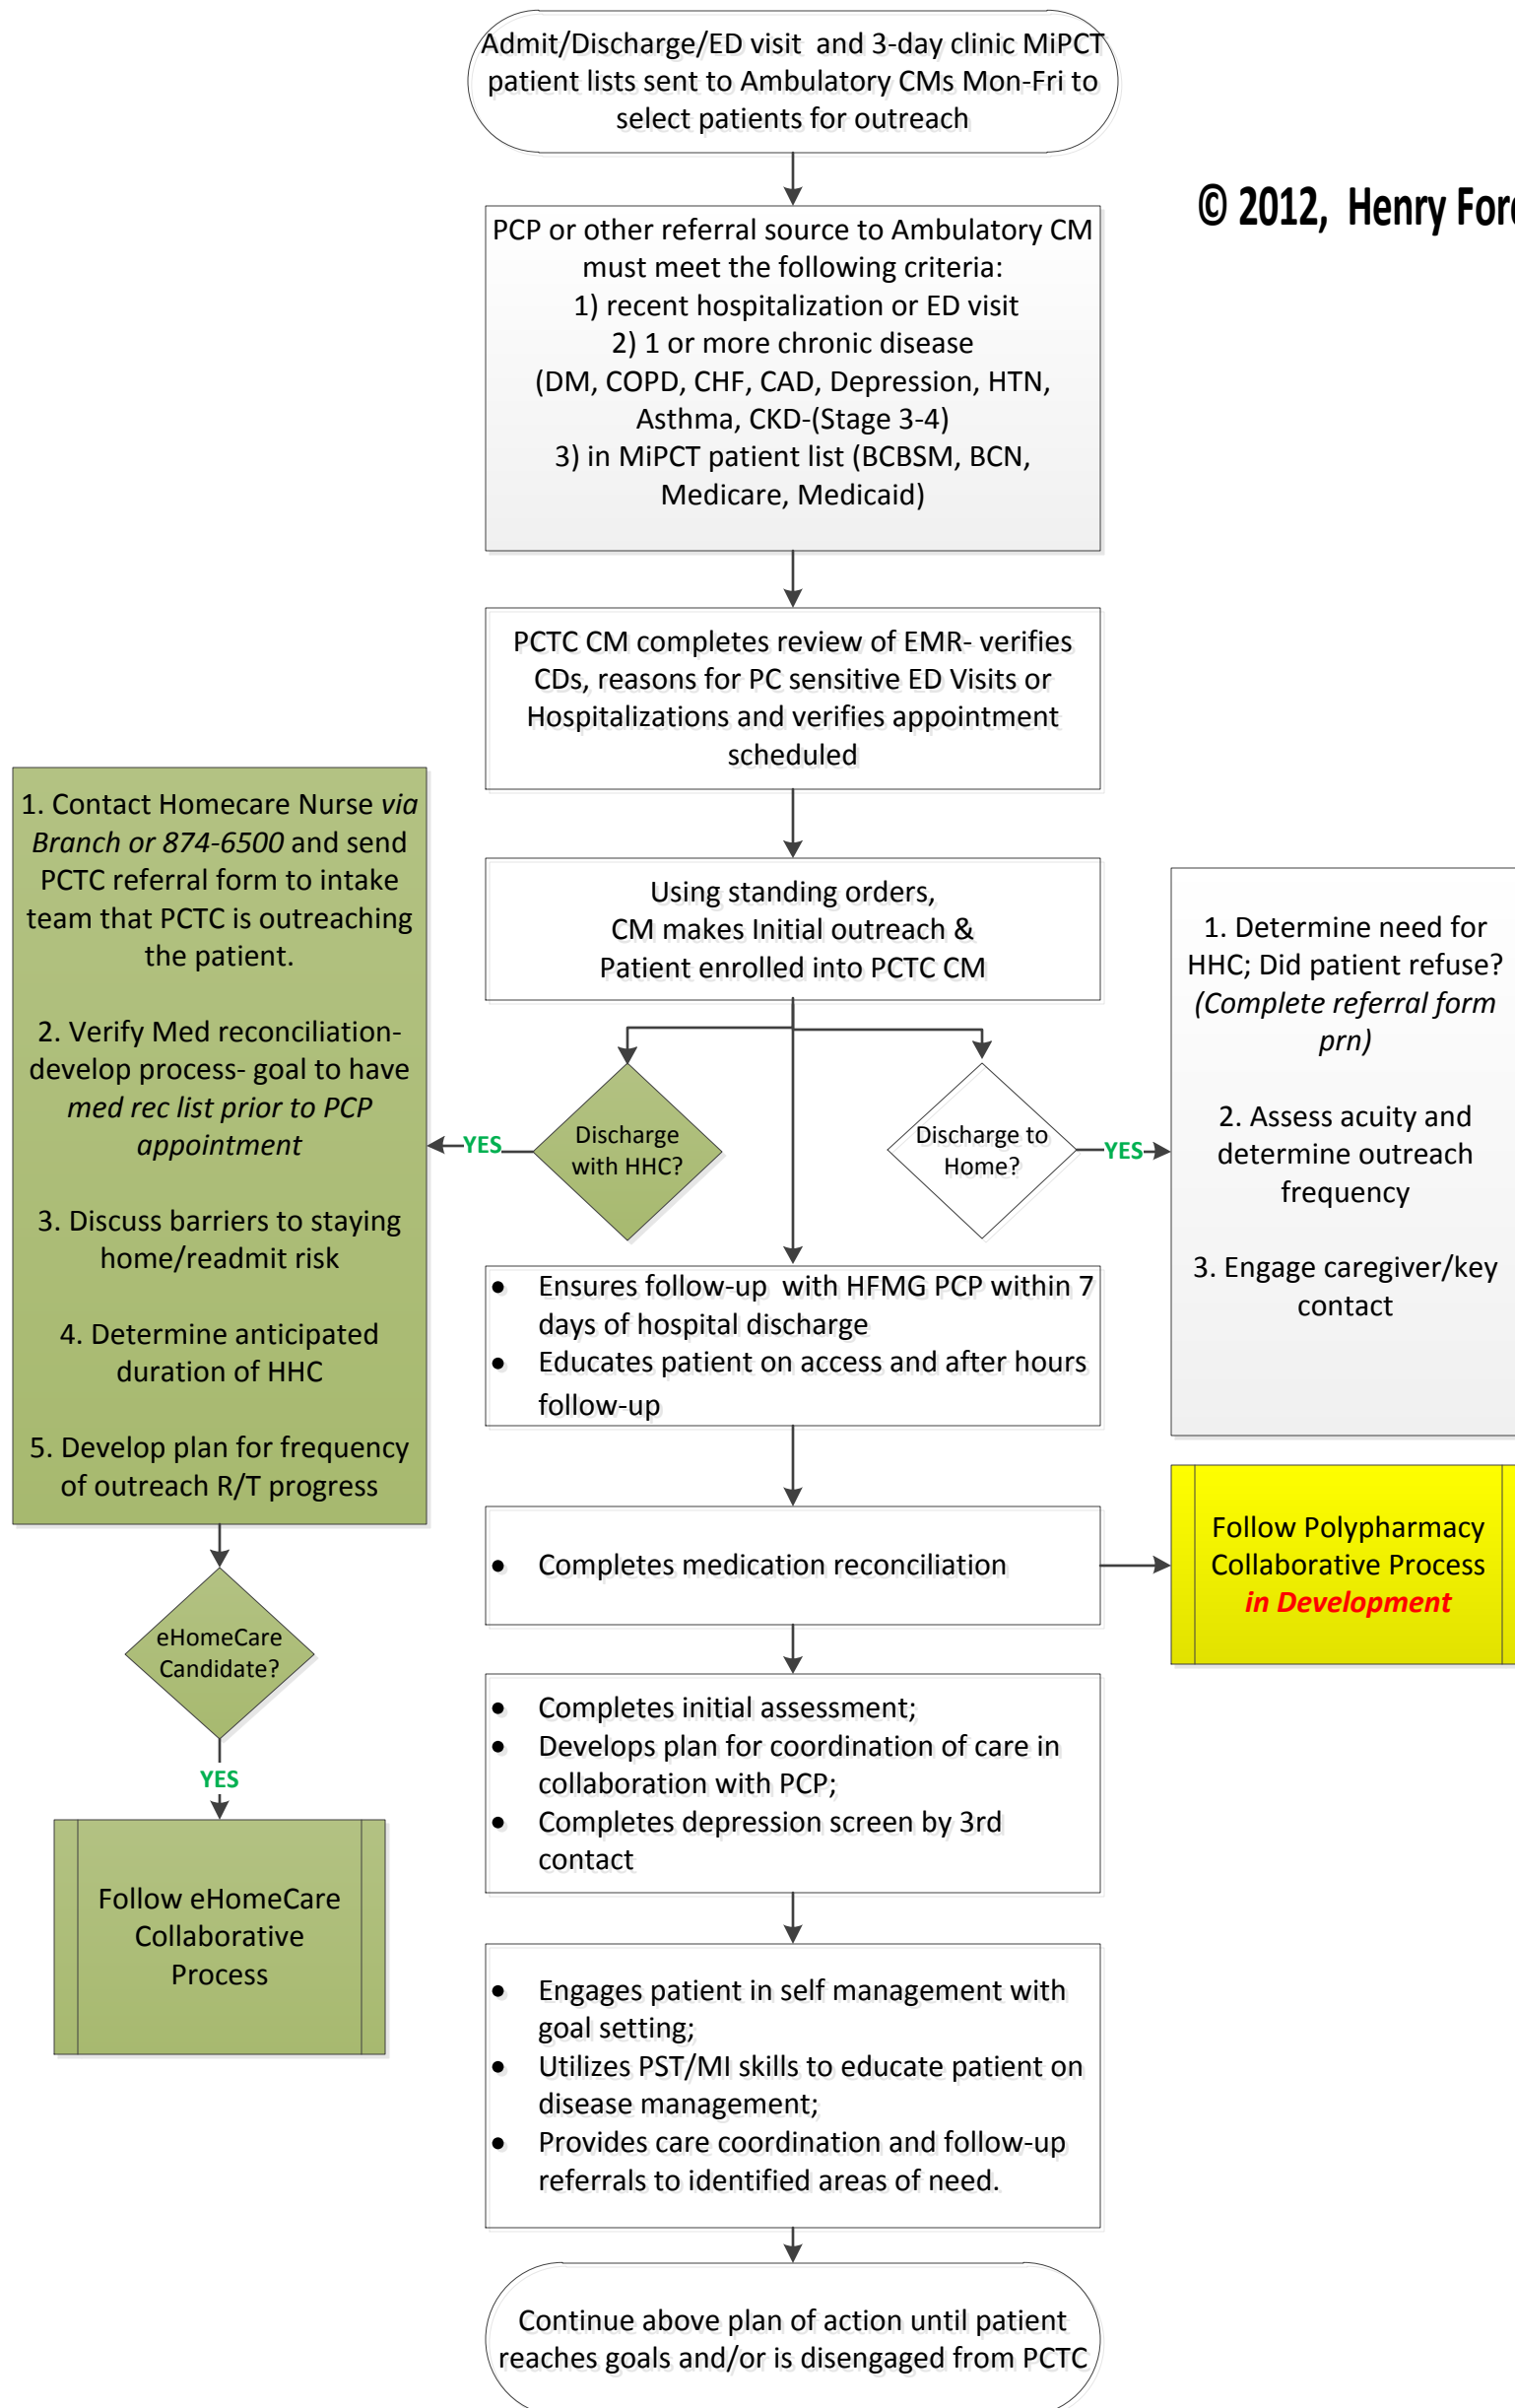 Admit/Discharge/ED visit and 3-day clinic MiPCT
patient lists sent to Ambulatory CMs Mon-Fri to
select patients for outreach
© 2012, Henry
PCP or other referral source to Ambulatory CM
must meet the following criteria:
1) recent hospitalization or ED visit
2) 1 or more chronic disease
(DM, COPD, CHF, CAD, Depression, HTN,
Asthma, CKD-(Stage 3-4)
3) in MiPCT patient list (BCBSM, BCN,
Medicare, Medicaid)
PCTC CM completes review of EMR- verifies
CDs, reasons for PC sensitive ED Visits or
Hospitalizations and verifies appointment
scheduled
Using standing orders,
CM makes Initial outreach &
Patient enrolled into PCTC CM
1. Contact Homecare Nurse via
Branch or 874-6500 and send
PCTC referral form to intake
team that PCTC is outreaching
the patient.
2. Verify Med reconciliation-
develop process- goal to have
med rec list prior to PCP
appointment
3. Discuss barriers to staying
home/readmit risk
4. Determine anticipated
duration of HHC
5. Develop plan for frequency
of outreach R/T progress
YES
Discharge
with HHC?
Discharge to
Home?
YES
1. Determine need for
HHC; Did patient refuse?
(Complete referral form
prn)
2. Assess acuity and
determine outreach
frequency
3. Engage caregiver/key
contact
• Ensures follow-up with HFMG PCP within 7
days of hospital discharge
• Educates patient on access and after hours
follow-up
• Completes medication reconciliation
Follow Polypharmacy
Collaborative Process
in Development
eHomeCare
Candidate?
YES
Follow eHomeCare
Collaborative
Process
• Completes initial assessment;
• Develops plan for coordination of care in
collaboration with PCP;
• Completes depression screen by 3rd
contact
• Engages patient in self management with
goal setting;
• Utilizes PST/MI skills to educate patient on
disease management;
• Provides care coordination and follow-up
referrals to identified areas of need.
Continue above plan of action until patient
reaches goals and/or is disengaged from PCTC